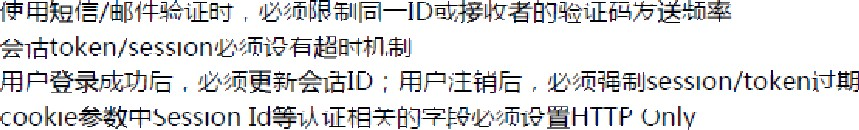 使用短信/邮件验证时，必须限制同一ID或接收者的验证码发送频率
会话token/session必须设有超时机制
用户登录成功后，必须更新会话ID；用户注销后，必须强制session/token过期
cookie参数中Session Id等认证相关的字段必须设置HTTP Only